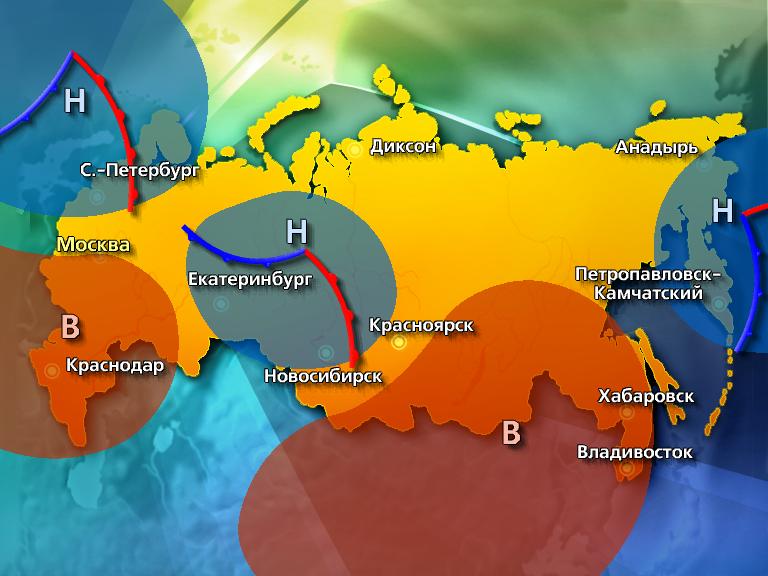 Н
Диксон
Анадырь
С.-Петербург
Н
Н
Москва
Екатеринбург
Петропавловск-
Камчатский
В
Красноярск
Краснодар
Новосибирск
Хабаровск
В
Владивосток